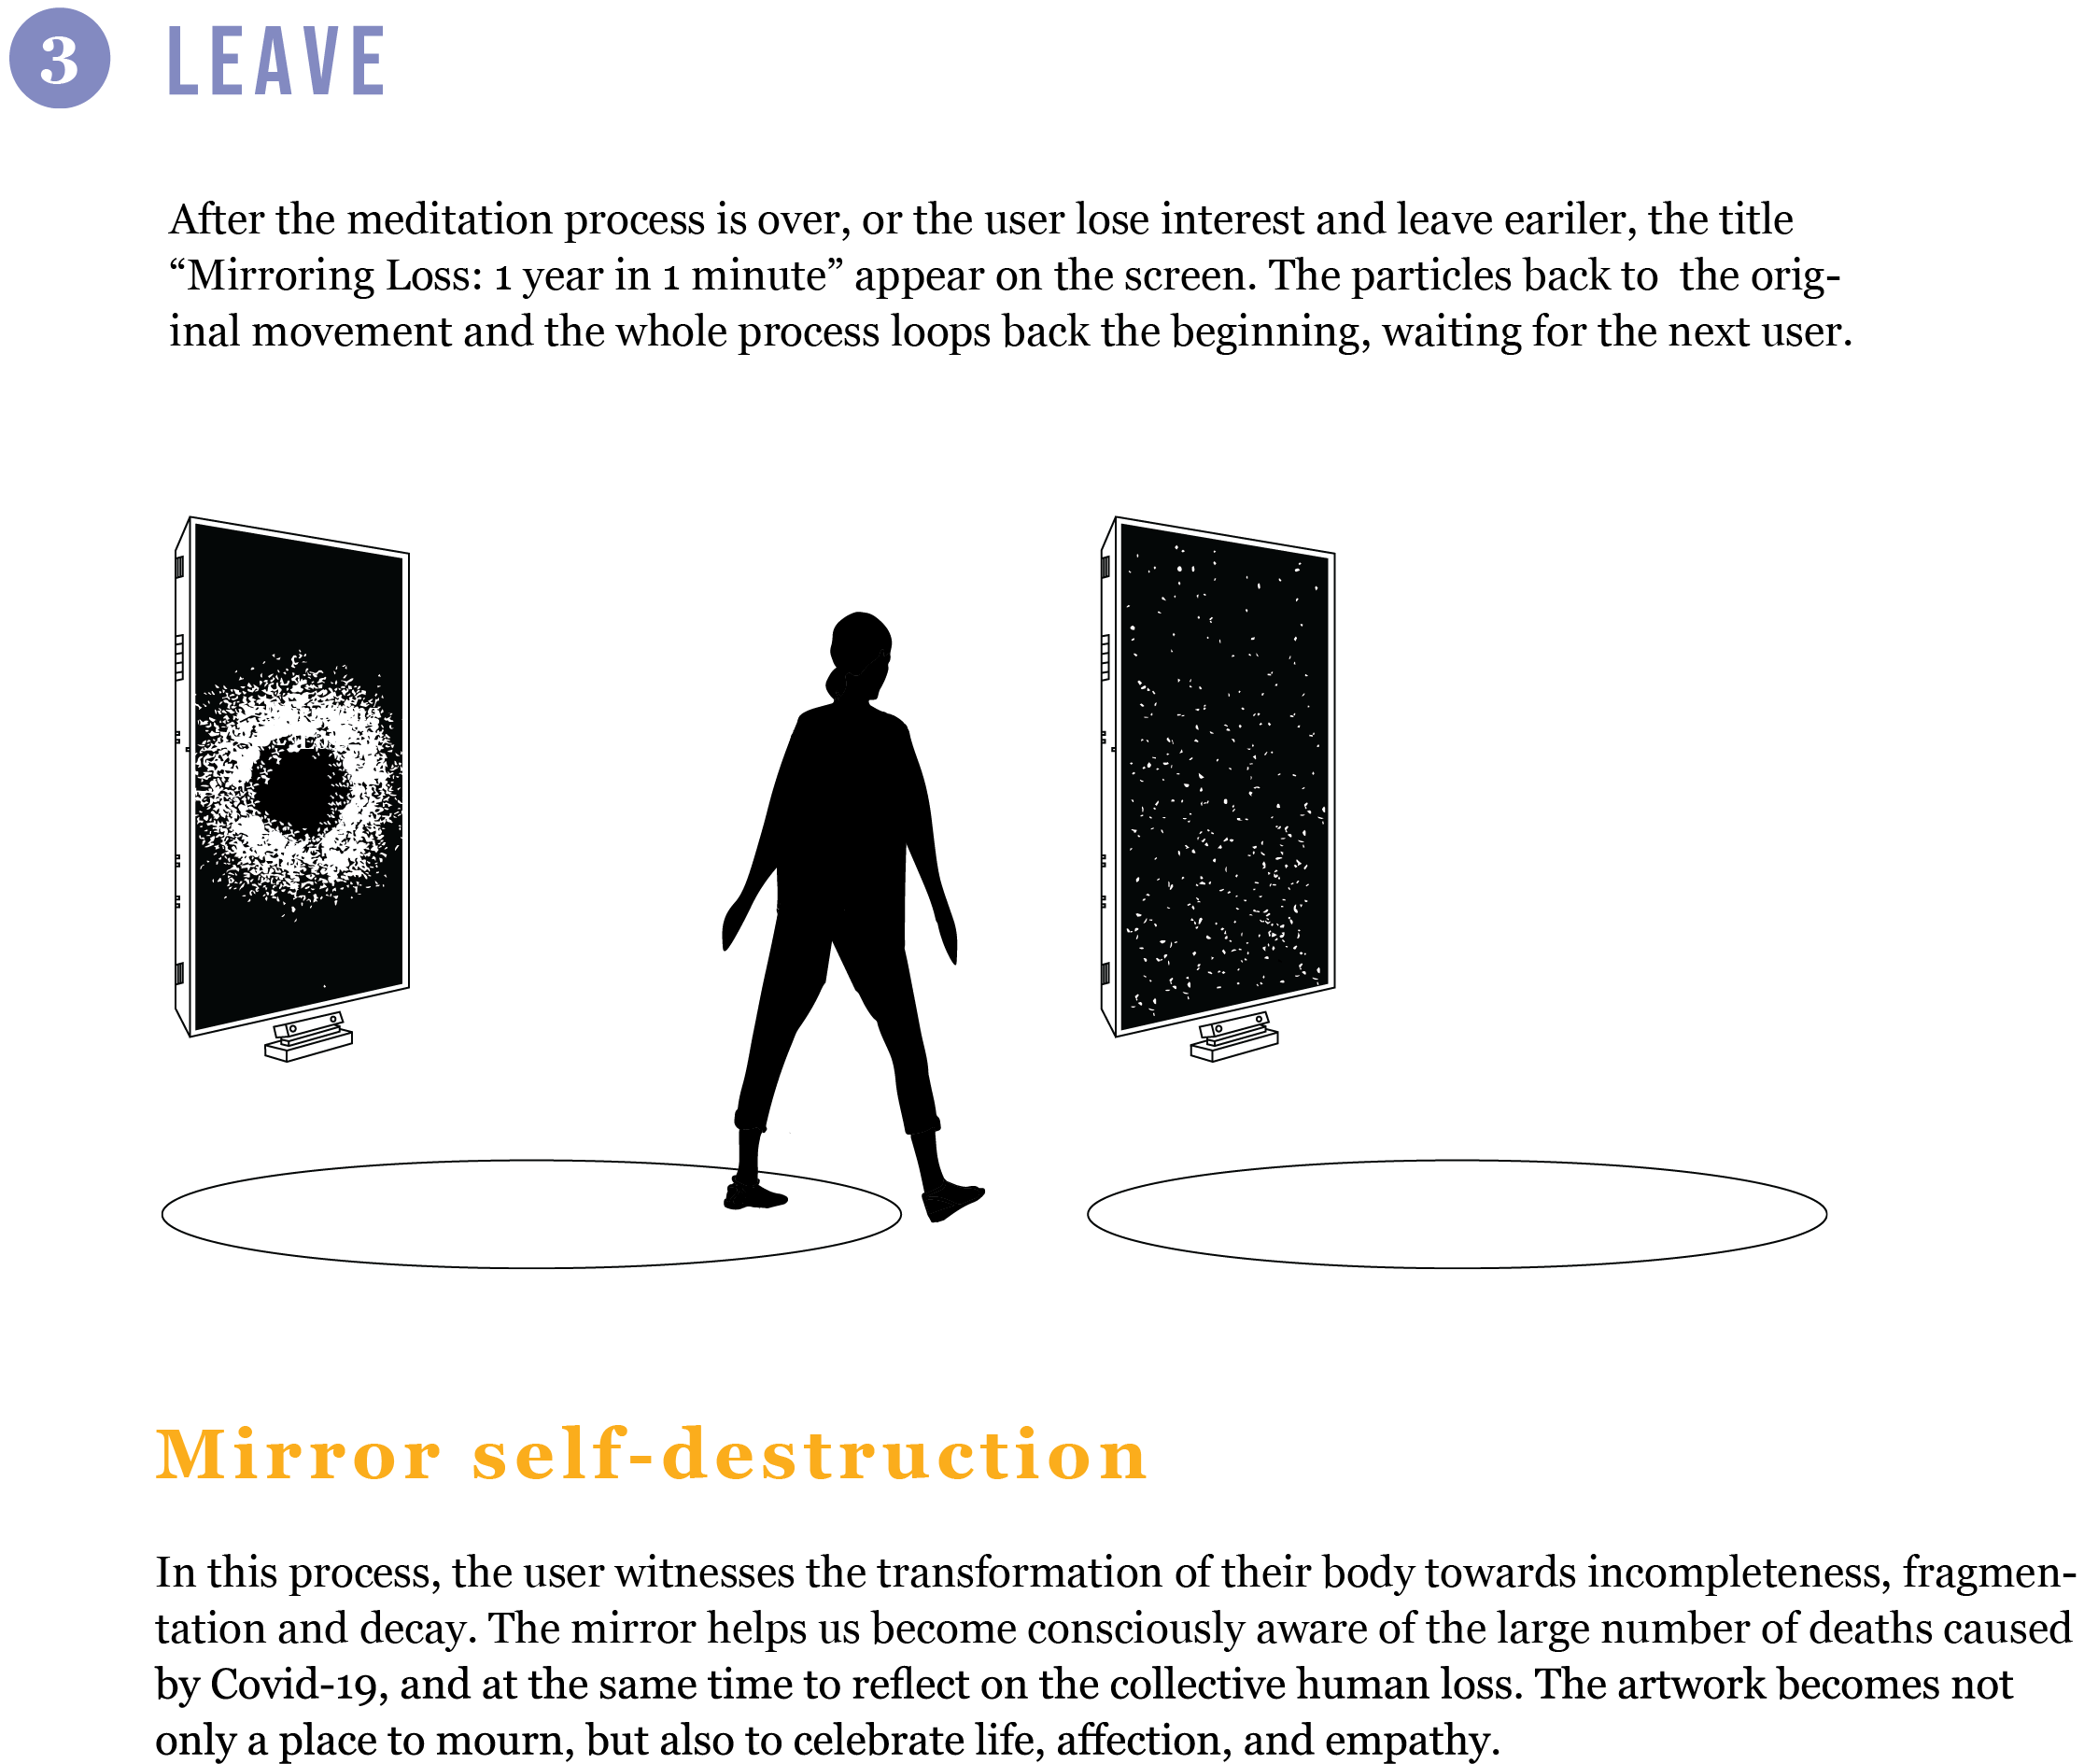 3 LEAVE
After the meditation process is over, or the user lose interest and leave eariler, the title
“Mirroring Loss: 1 year in 1 minute” appear on the screen. The particles back to  the orig-
inal movement and the whole process loops back the beginning, waiting for the next user.
Mirror self-destruction
In this process, the user witnesses the transformation of their body towards incompleteness, fragmen-
tation and decay. The mirror helps us become consciously aware of the large number of deaths caused
by Covid-19, and at the same time to reflect on the collective human loss. The artwork becomes not
only a place to mourn, but also to celebrate life, affection, and empathy.